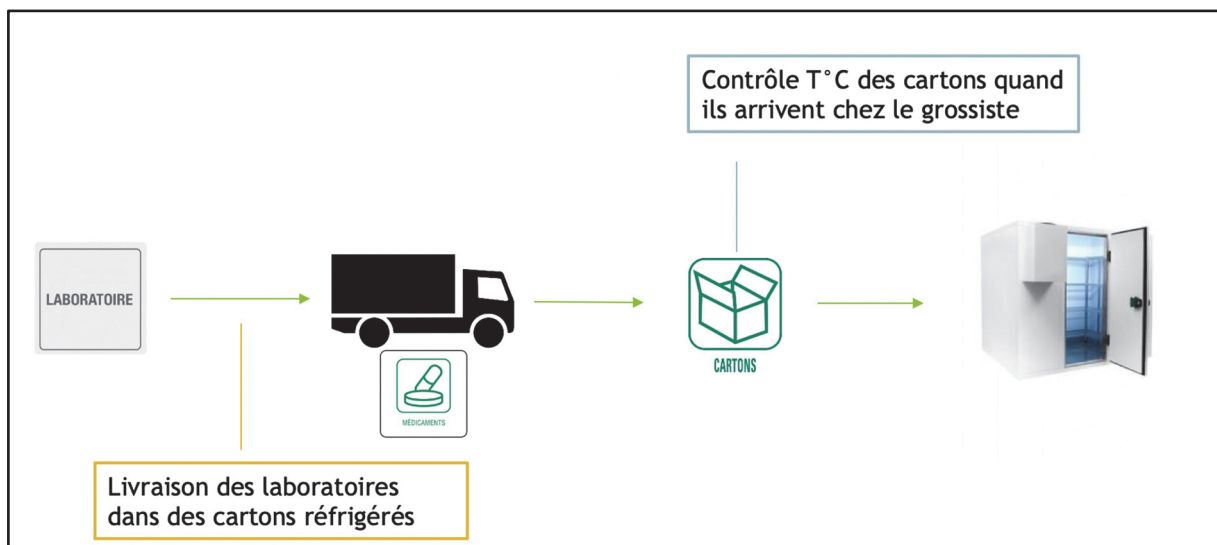 Contrôle T°C des cartons quand
ils arrivent chez le grossiste
LABORATOIRE
MÉDICAMENTS
CARTONS
Livraison des laboratoires
dans des cartons réfrigérés